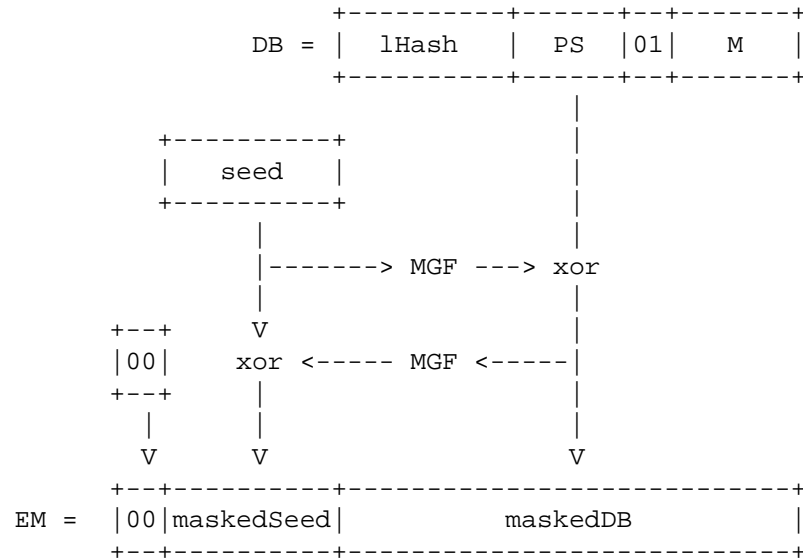 +----------+------+--+-------+
             DB = |  lHash   |  PS  |01|   M   |
                  +----------+------+--+-------+
                                 |
       +----------+              |
       |   seed   |              |
       +----------+              |
             |                   |
             |-------> MGF ---> xor
             |                   |
    +--+     V                   |
    |00|    xor <----- MGF <-----|
    +--+     |                   |
      |      |                   |
      V      V                   V
    +--+----------+----------------------------+
EM = |00|maskedSeed|          maskedDB          |
    +--+----------+----------------------------+